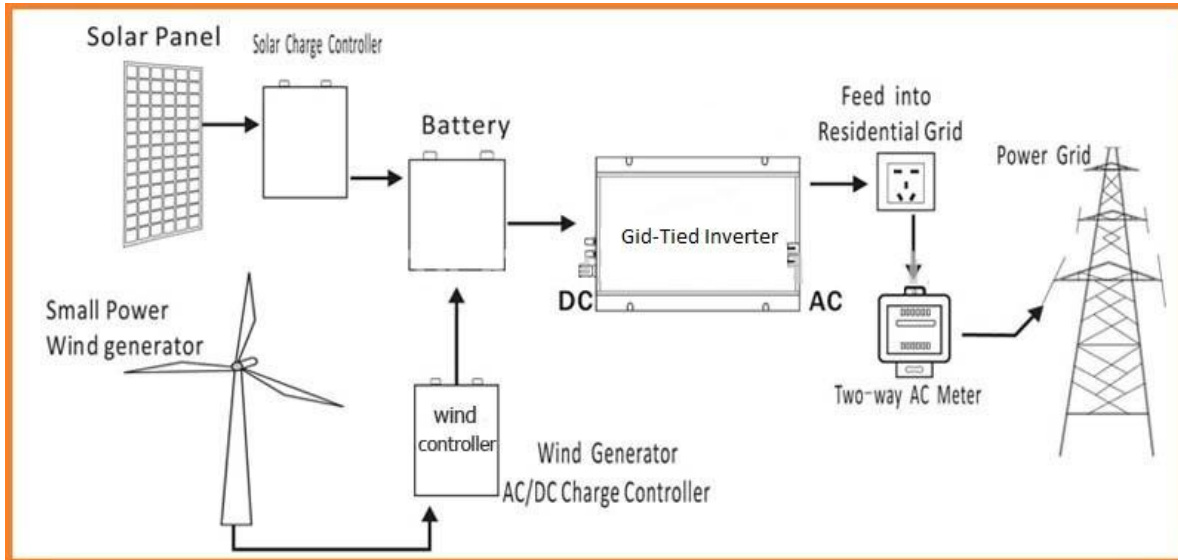 Solar Panel
Solar Charge Controller
Battery
Feed into
Residential Grid
Power Grid
Gid-Tied Inverter
DC
AC
Small Power
Wind generator
wind
controller
Wind Generator
AC/DC Charge Controller
Two-way AC Meter